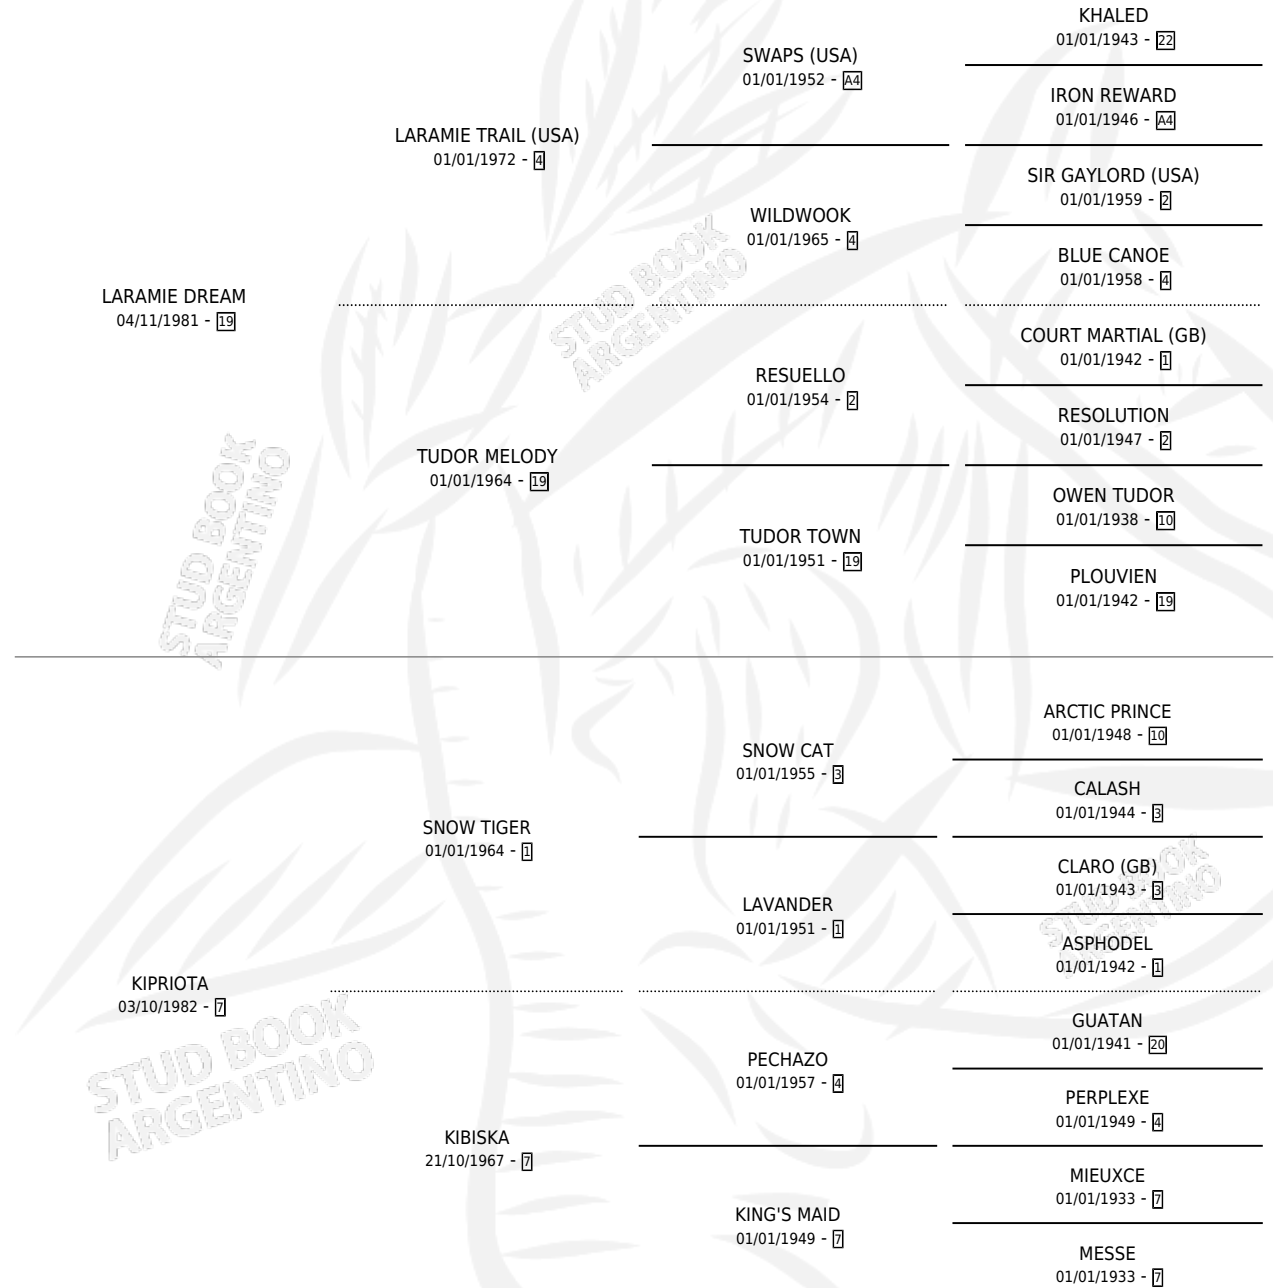 KHALED
01/01/1943 - 22
SWAPS (USA)
01/01/1952 - A4
IRON REWARD
01/01/1946 - A4
LARAMIE TRAIL (USA)
01/01/1972 - 4
SIR GAYLORD (USA)
01/01/1959 - 2
WILDWOOK
01/01/1965 - 4
BLUE CANOE
01/01/1958 - 4
LARAMIE DREAM
04/11/1981 - 19
COURT MARTIAL (GB)
01/01/1942 - 1
RESUELLO
01/01/1954 - 2
RESOLUTION
01/01/1947 - 2
TUDOR MELODY
01/01/1964 - 19
OWEN TUDOR
01/01/1938 - 10
TUDOR TOWN
01/01/1951 - 19
PLOUVIEN
01/01/1942 - 19
STUD BOOK
ARGENTINO
STUD BOOK
ARGENTINO
ARCTIC PRINCE
01/01/1948 - 10
SNOW CAT
01/01/1955 - 3
CALASH
01/01/1944 - 3
SNOW TIGER
01/01/1964 - 1
CLARO (GB)
01/01/1943 - 3
LAVANDER
01/01/1951 - 1
ASPHODEL
01/01/1942 - 1
STUD BOOK
ARGENTINO
KIPRIOTA
03/10/1982 - 7
GUATAN
01/01/1941 - 20
PECHAZO
01/01/1957 - 4
PERPLEXE
01/01/1949 - 4
STUD BOOK
ARGENTINO
KIBISKA
21/10/1967 - 7
MIEUXCE
01/01/1933 - 7
KING'S MAID
01/01/1949 - 7
MESSE
01/01/1933 - 7